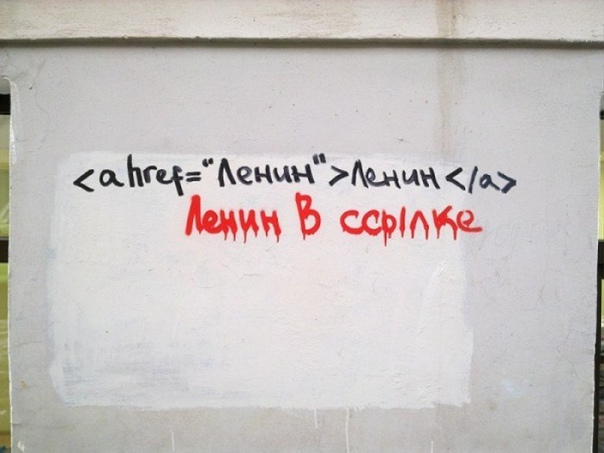 <a href="Ленин">Ленин</a>
Ленин в ссылке